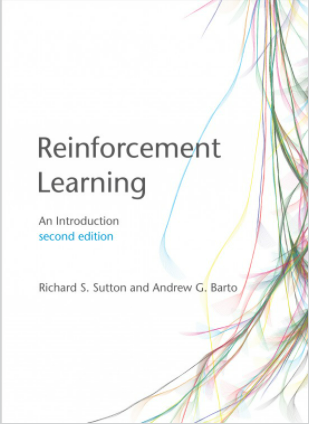 Reinforcement
Learning
An Introduction
second edition
Richard S. Sutton and Andrew G. Barto